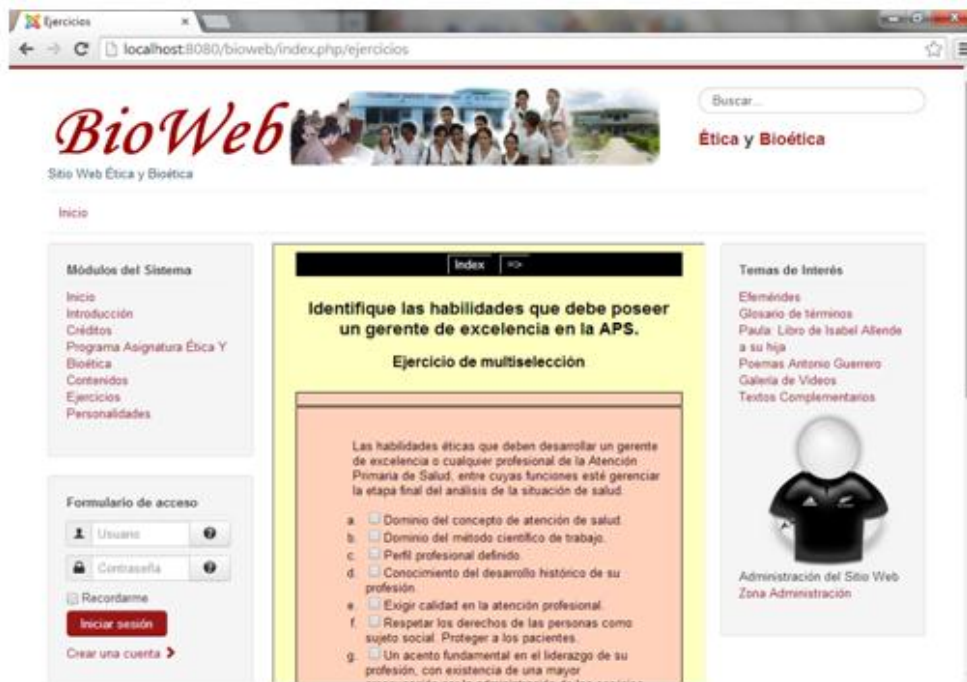 Ejercicios
localhost:8080/bioweb/index.php/ejercicios
BioWeb
Buscar...
Ética y Bioética
Sitio Web Ética y Bioética
Inicio
Módulos del Sistema
Inicio
Introducción
Créditos
Programa Asignatura Ética Y
Bioética
Contenidos
Ejercicios
Personalidades
Formulario de acceso
Usuario
Contraseña
Recordarme
Iniciar sesión
Crear una cuenta
Index =>
Identifique las habilidades que debe poseer
un gerente de excelencia en la APS.
Ejercicio de multiselección
Las habilidades éticas que deben desarrollar un gerente
de excelencia o cualquier profesional de la Atención
Primaria de Salud, entre cuyas funciones esté gerenciar
la etapa final del análisis de la situación de salud.
a. Dominio del concepto de atención de salud.
b. Dominio del método científico de trabajo.
c. Perfil profesional definido.
d. Conocimiento del desarrollo histórico de su
profesión.
e. Exigir calidad en la atención profesional.
f. Respetar los derechos de las personas como
sujeto social. Proteger a los pacientes.
g. Un acento fundamental en el liderazgo de su
profesión, con existencia de una mayor
Temas de Interés
Efeméndes
Glosario de términos
Paula: Libro de Isabel Allende
a su hija
Poemas Antonio Guerrero
Galería de Videos
Textos Complementarios
Administración del Sitio Web
Zona Administración